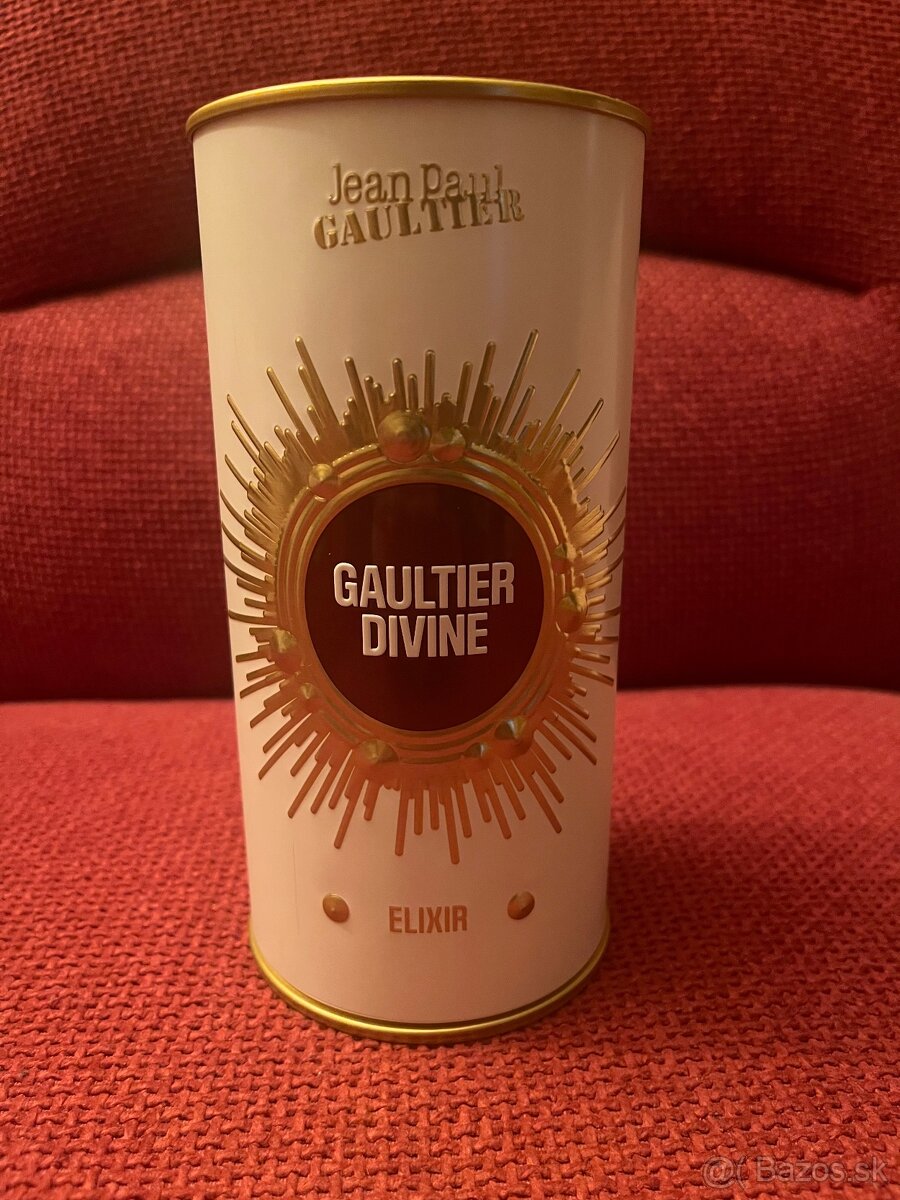 Jean Paul
GAULTIER
GAULTIER
DIVINE
ELIXIR
@( Bazos.sk